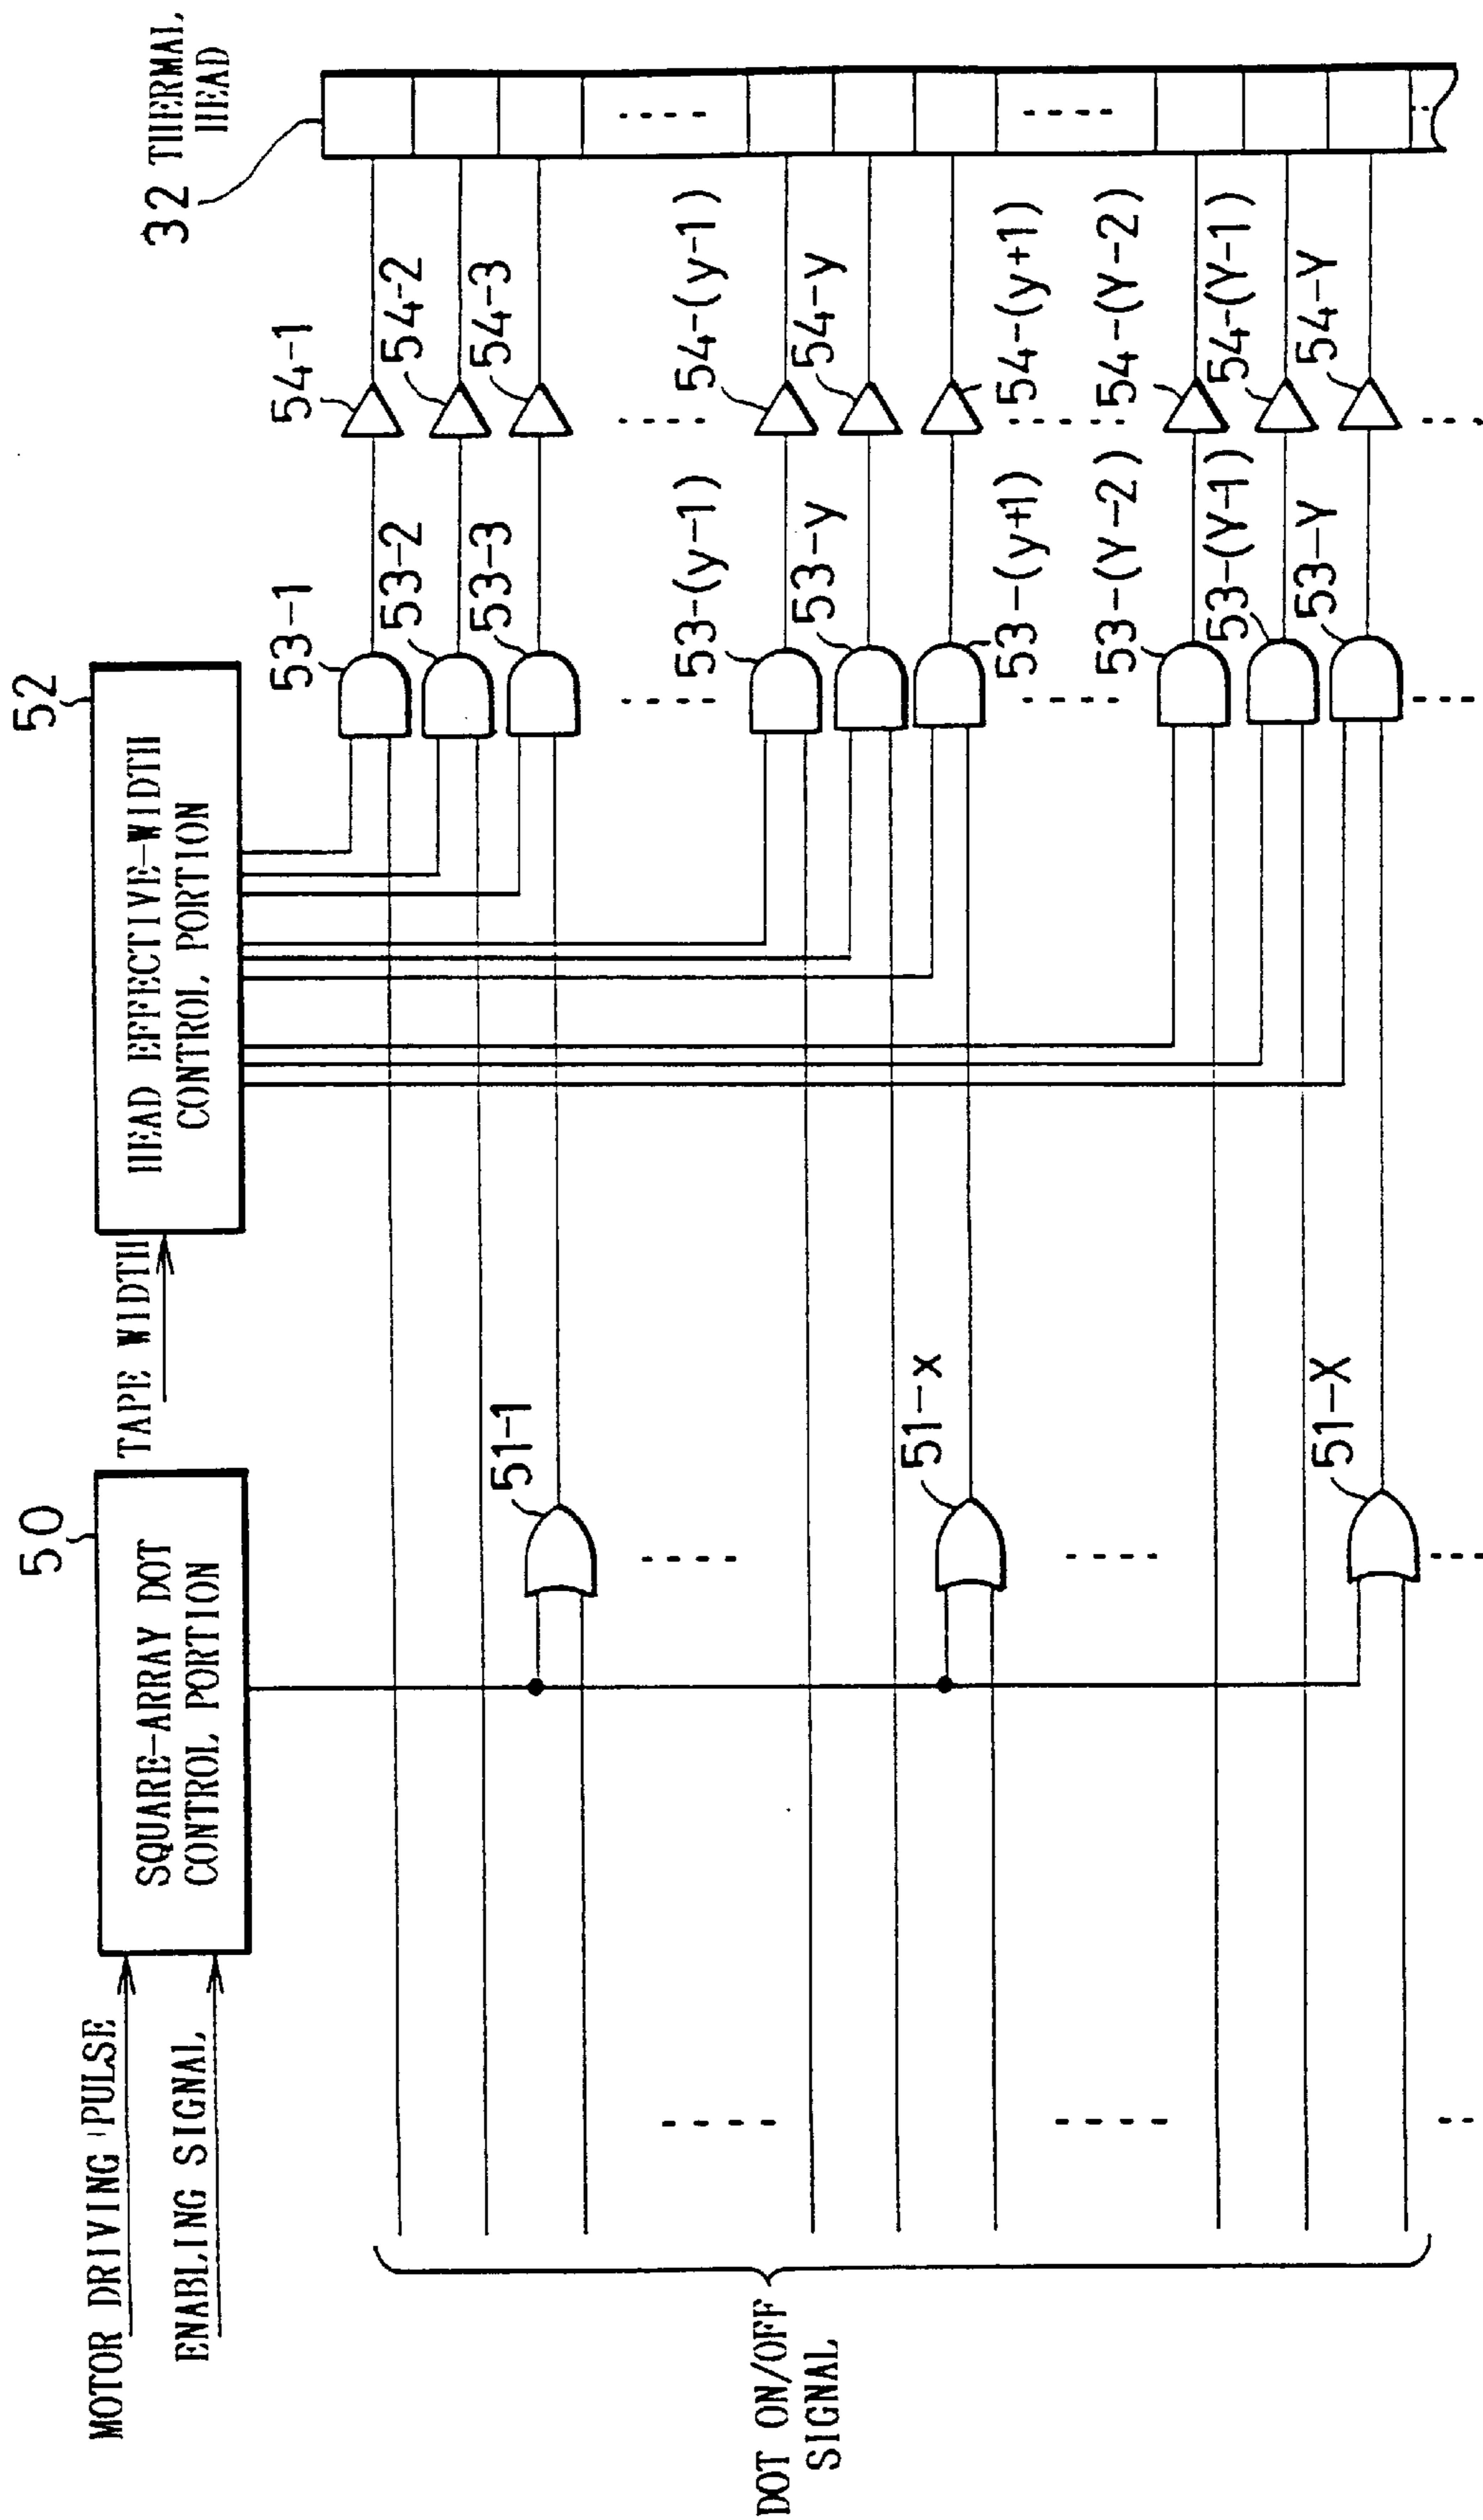 MOTOR DRIVING PULSE
ENABLING SIGNAL
50
SQUARE-ARRAY DOT
CONTROL PORTION
TAPE WIDTH
52
HEAD EFFECTIVE-WIDTH
CONTROL PORTION
32 THERMAL
HEAD
DOT ON/OFF
SIGNAL
51-1
51-x
51-X
53-1
53-2
53-3
53-(y-1)
53-y
53-(y+1)
53-(Y-2)
53-(Y-1)
53-Y
54-1
54-2
54-3
54-(y-1)
54-y
54-(y+1)
54-(Y-2)
54-(Y-1)
54-Y